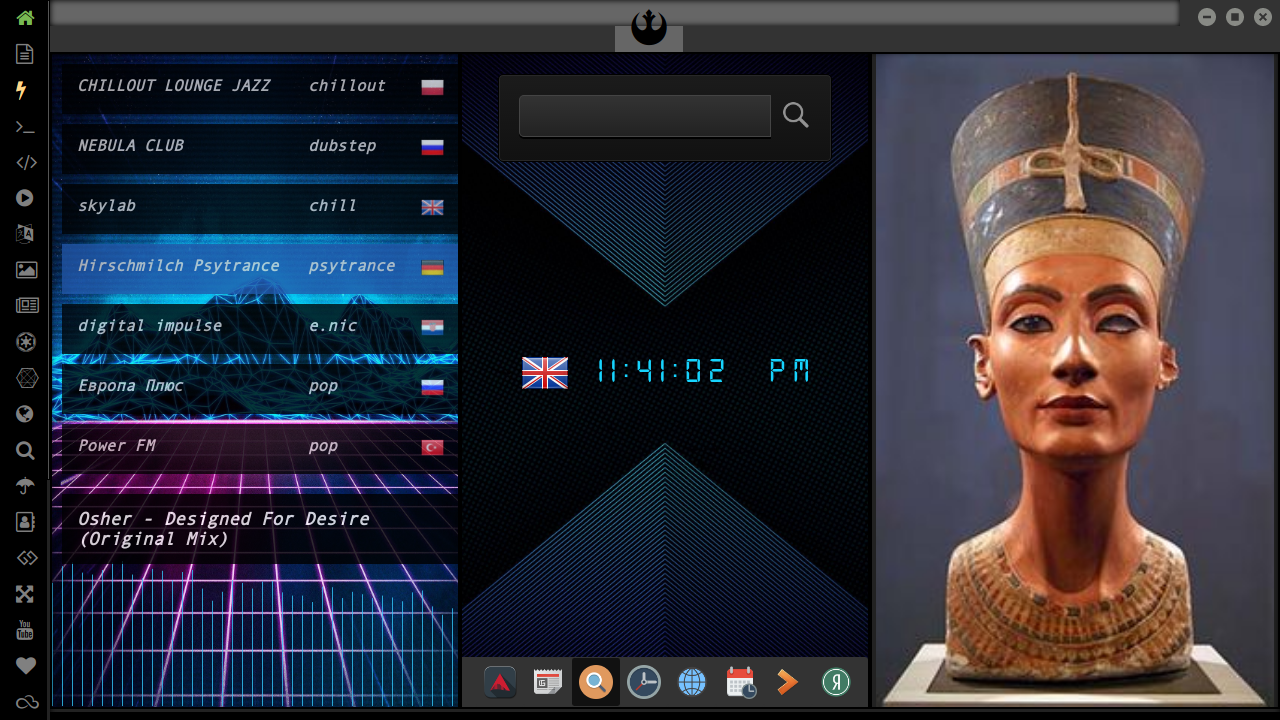 CHILLOUT LOUNGE JAZZ chillout
NEBULA CLUB dubstep
skylab chill
Hirschmilch Psytrance psytrance
digital impulse e.nic
Европа Плюс pop
Power FM pop
Osher - Designed For Desire
(Original Mix)
11:41:02 PM
You
Tube
Я